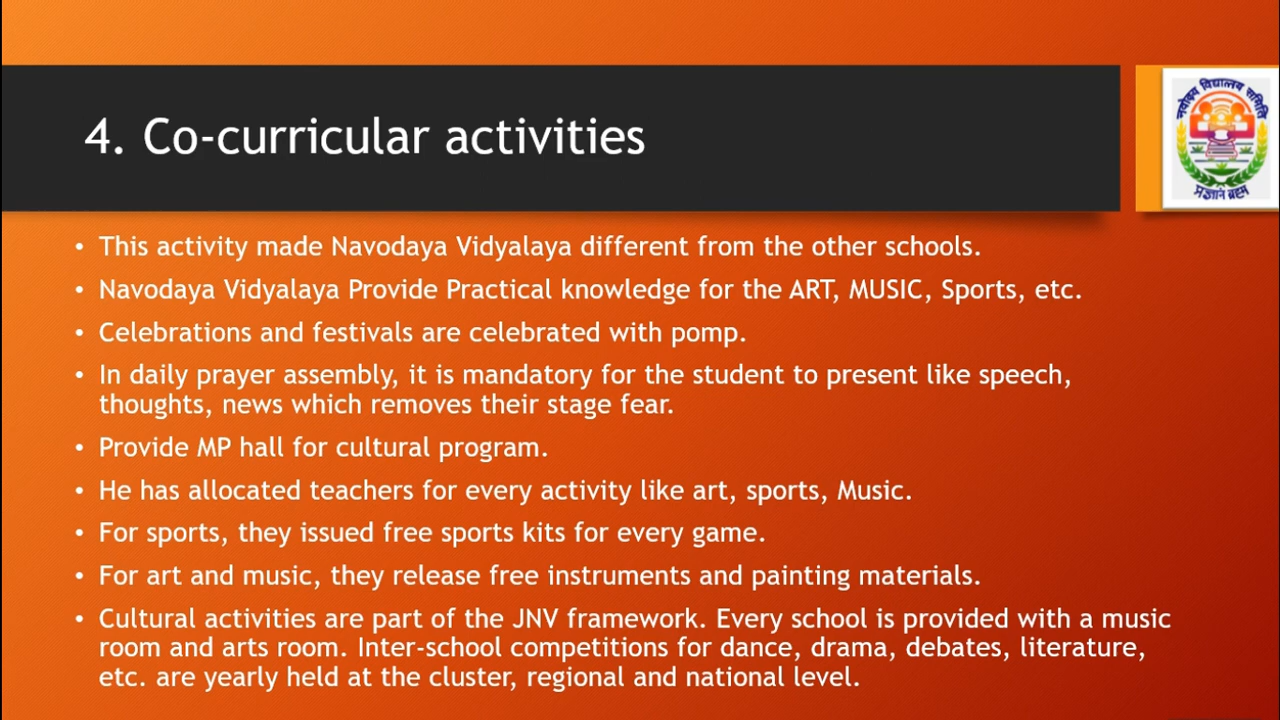 4. Co-curricular activities
नवोदय विद्यालय समिति
प्रज्ञानं ब्रह्म
• This activity made Navodaya Vidyalaya different from the other schools.
• Navodaya Vidyalaya Provide Practical knowledge for the ART, MUSIC, Sports, etc.
• Celebrations and festivals are celebrated with pomp.
• In daily prayer assembly, it is mandatory for the student to present like speech,
thoughts, news which removes their stage fear.
• Provide MP hall for cultural program.
• He has allocated teachers for every activity like art, sports, Music.
• For sports, they issued free sports kits for every game.
• For art and music, they release free instruments and painting materials.
• Cultural activities are part of the JNV framework. Every school is provided with a music
room and arts room. Inter-school competitions for dance, drama, debates, literature,
etc. are yearly held at the cluster, regional and national level.